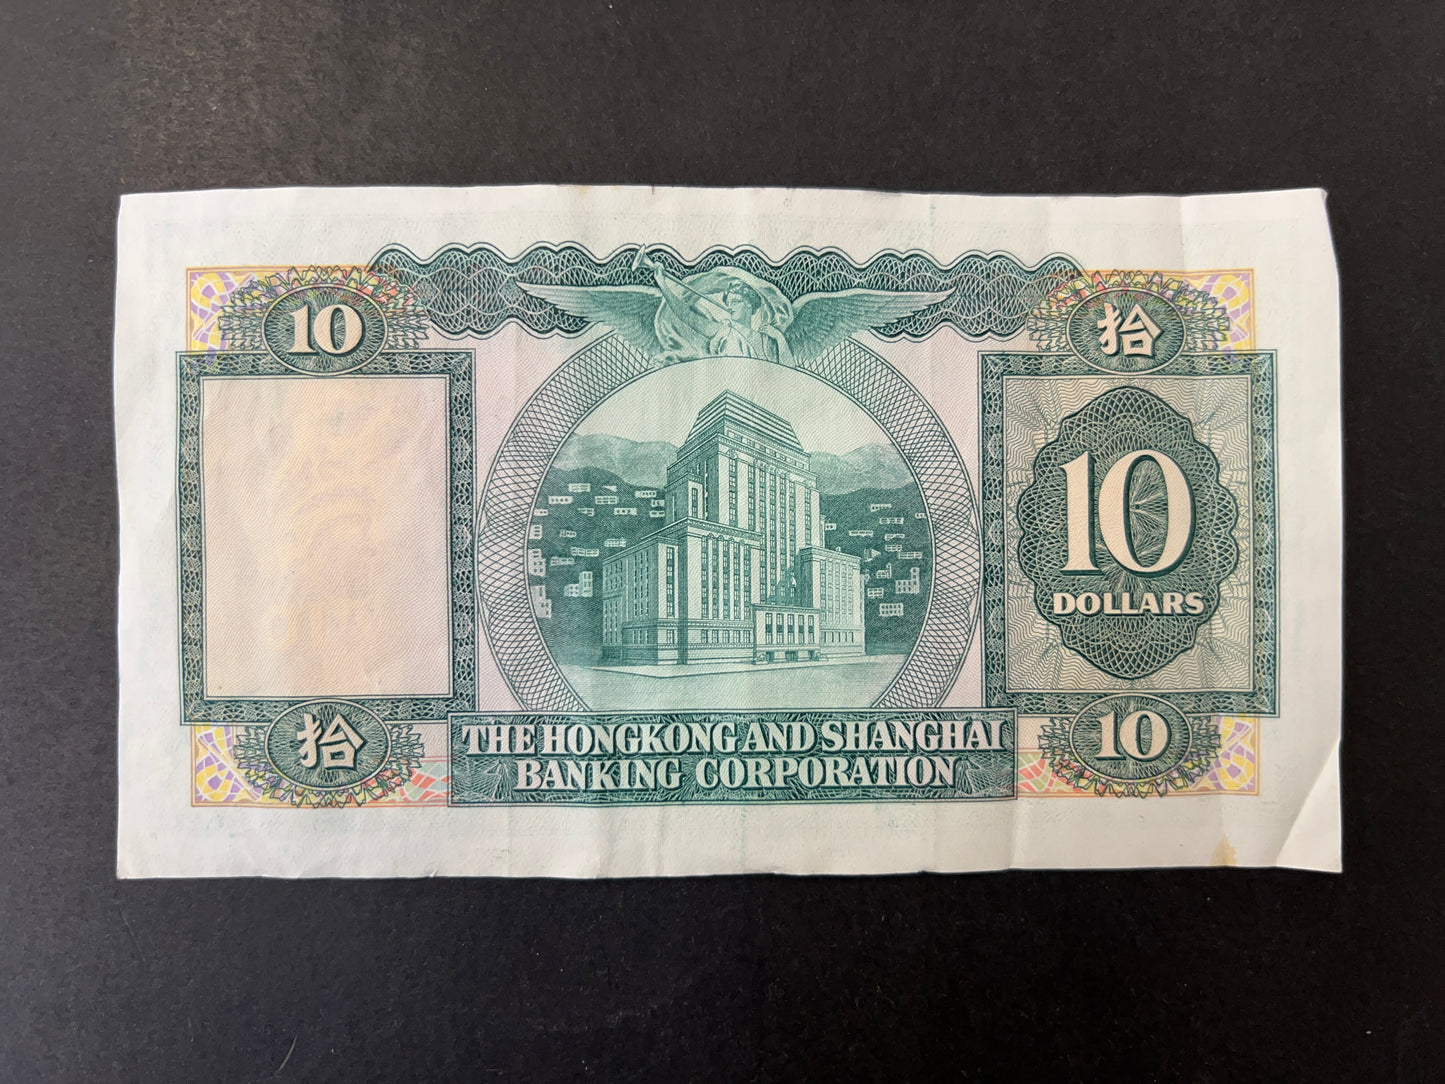 10
拾
10
DOLLARS
拾
10
THE HONGKONG AND SHANGHAI
BANKING CORPORATION